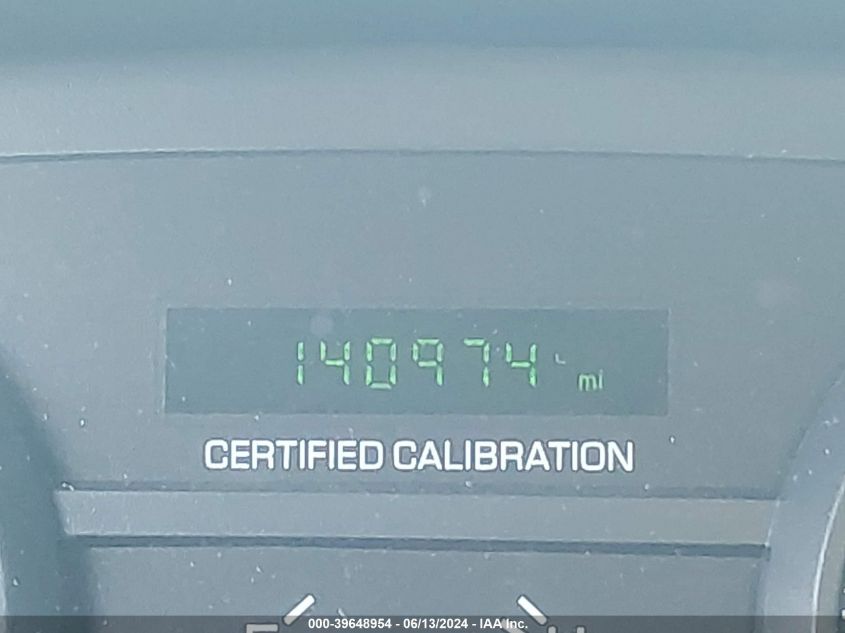 140974 mi
CERTIFIED CALIBRATION
000-39648954 - 06/13/2024 - IAA Inc.